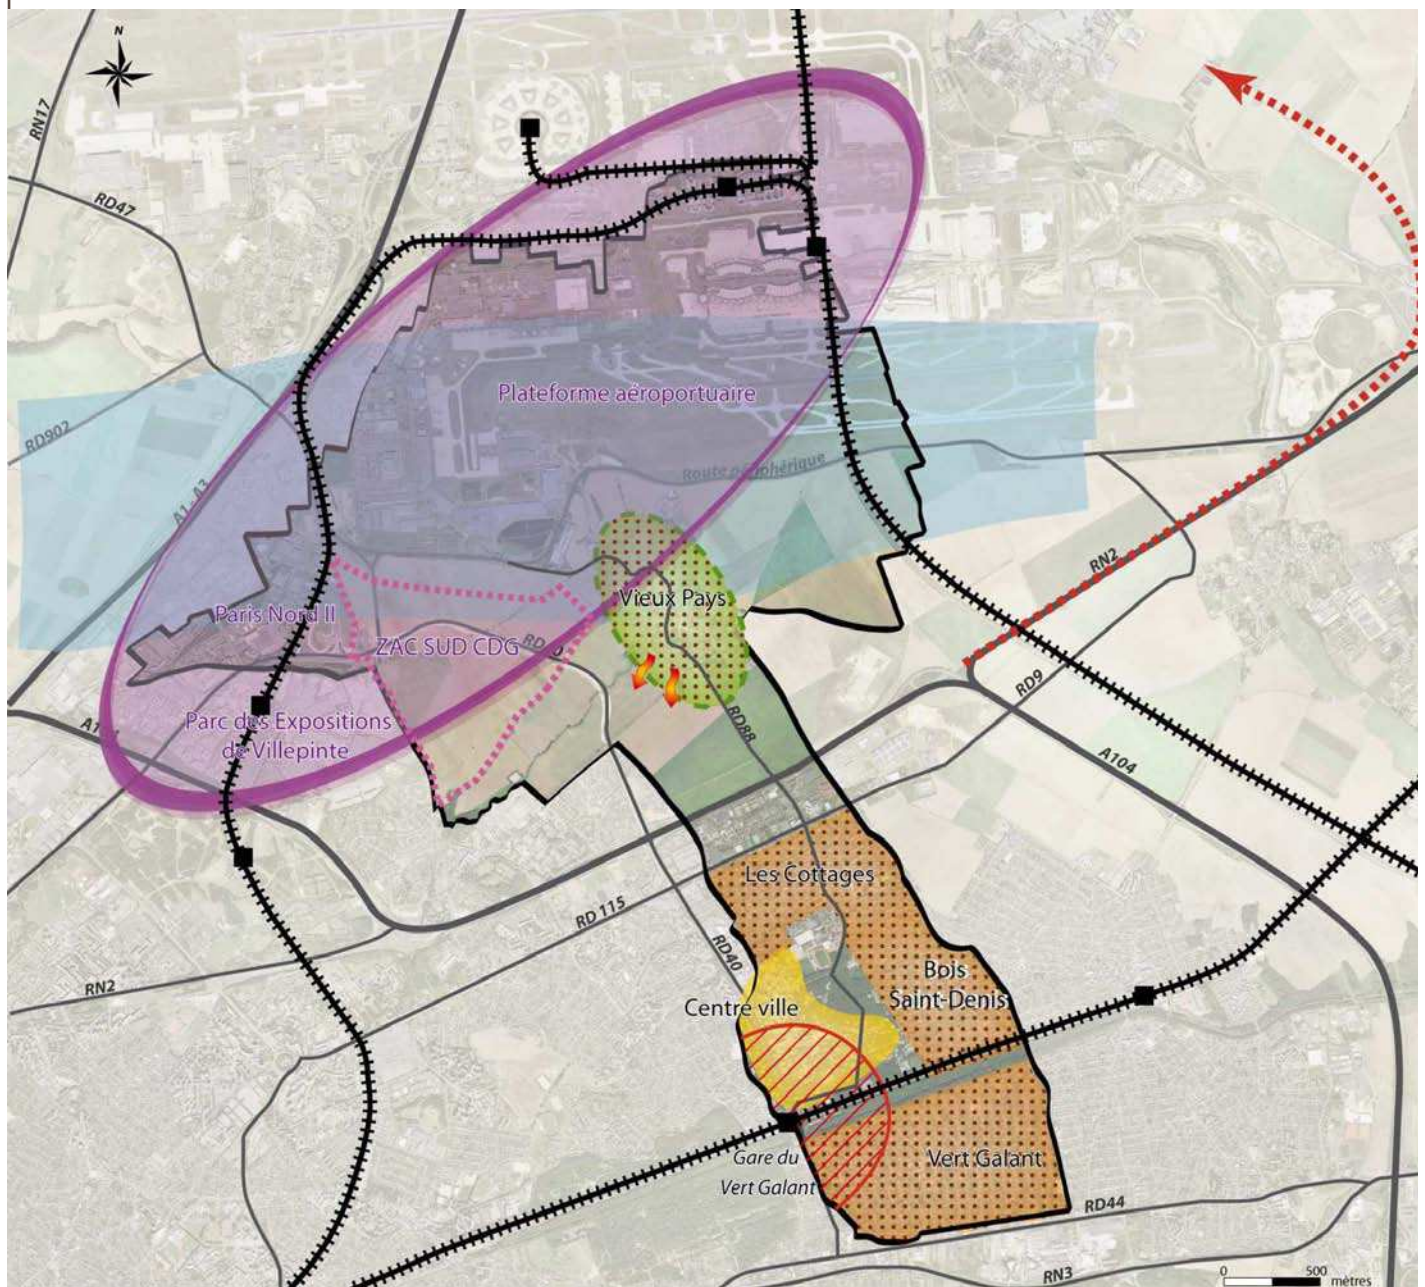 N
RN17
RD47
Plateforme aéroportuaire
RD902
A1 - A3
Route périphérique
RN2
Vieux Pays
Paris Nord II
ZAC SUD CDG
RD9
RD88
Parc des Expositions
de Villepinte
A104
Les Cottages
RD 115
RD40
Bois
Saint-Denis
RN2
Centre ville
Gare du
Vert Galant
Vert Galant
RD44
RN3
0 500
mètres